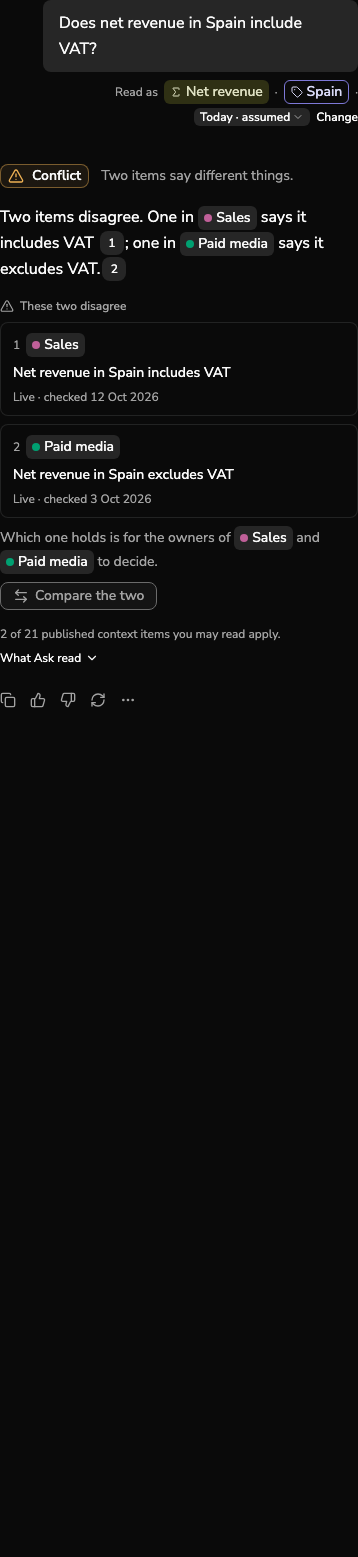 Does net revenue in Spain include
VAT?
Read as Σ Net revenue · Spain ·
Today · assumed Change
Conflict Two items say different things.
Two items disagree. One in Sales says it
includes VAT 1 ; one in Paid media says it
excludes VAT. 2
These two disagree
1 Sales
Net revenue in Spain includes VAT
Live · checked 12 Oct 2026
2 Paid media
Net revenue in Spain excludes VAT
Live · checked 3 Oct 2026
Which one holds is for the owners of Sales and
Paid media to decide.
Compare the two
2 of 21 published context items you may read apply.
What Ask read